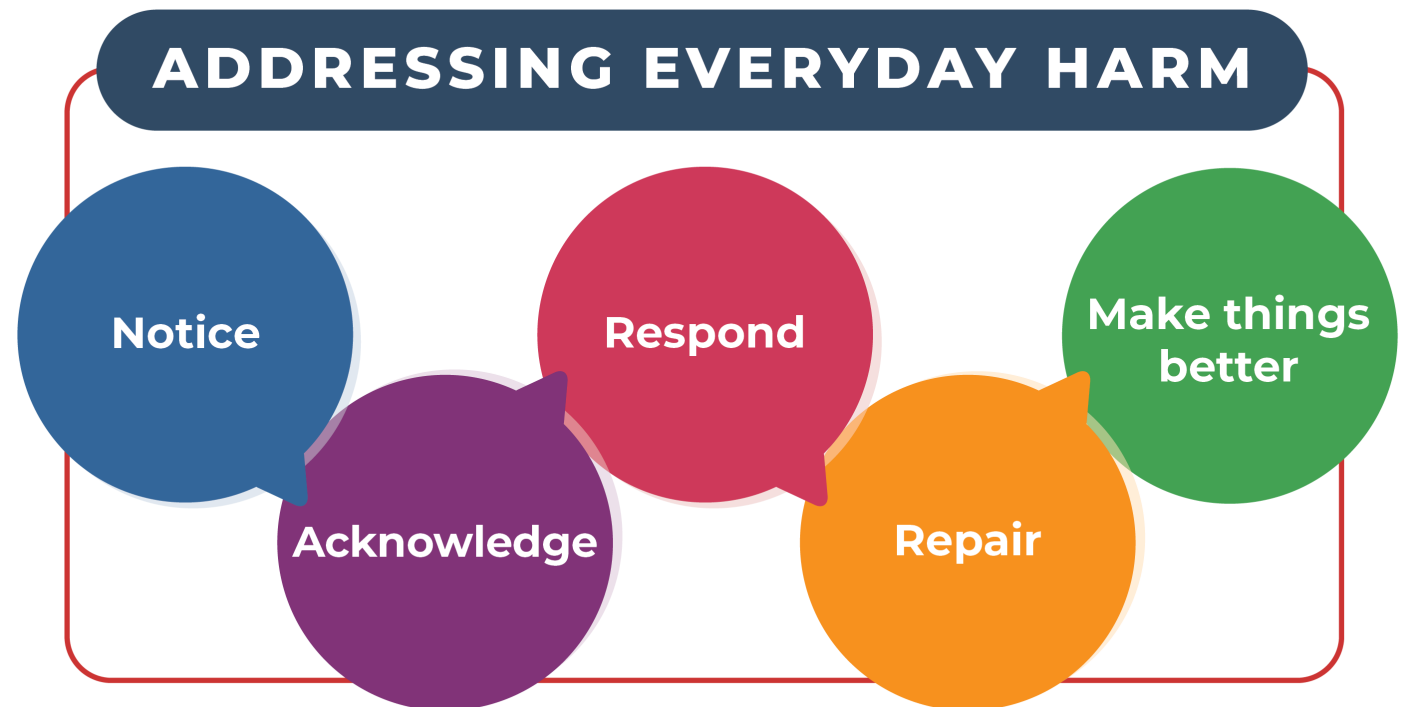 ADDRESSING EVERYDAY HARM
Notice
Acknowledge
Respond
Repair
Make things
better